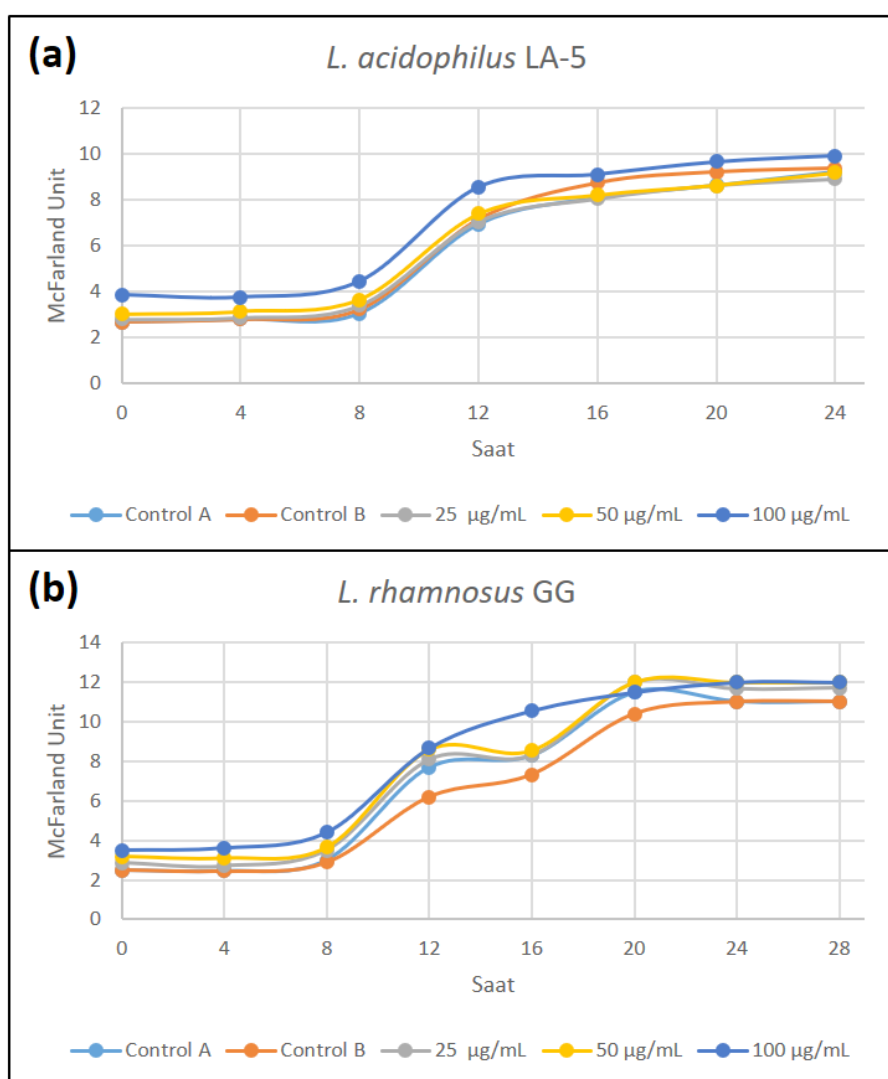 (a)
L. acidophilus LA-5
12
10
8
6
4
2
0
McFarland Unit
0 4 8 12 16 20 24
Saat
Control A Control B 25 µg/mL 50 µg/mL 100 µg/mL
(b)
L. rhamnosus GG
14
12
10
8
6
4
2
0
McFarland Unit
0 4 8 12 16 20 24 28
Saat
Control A Control B 25 µg/mL 50 µg/mL 100 µg/mL